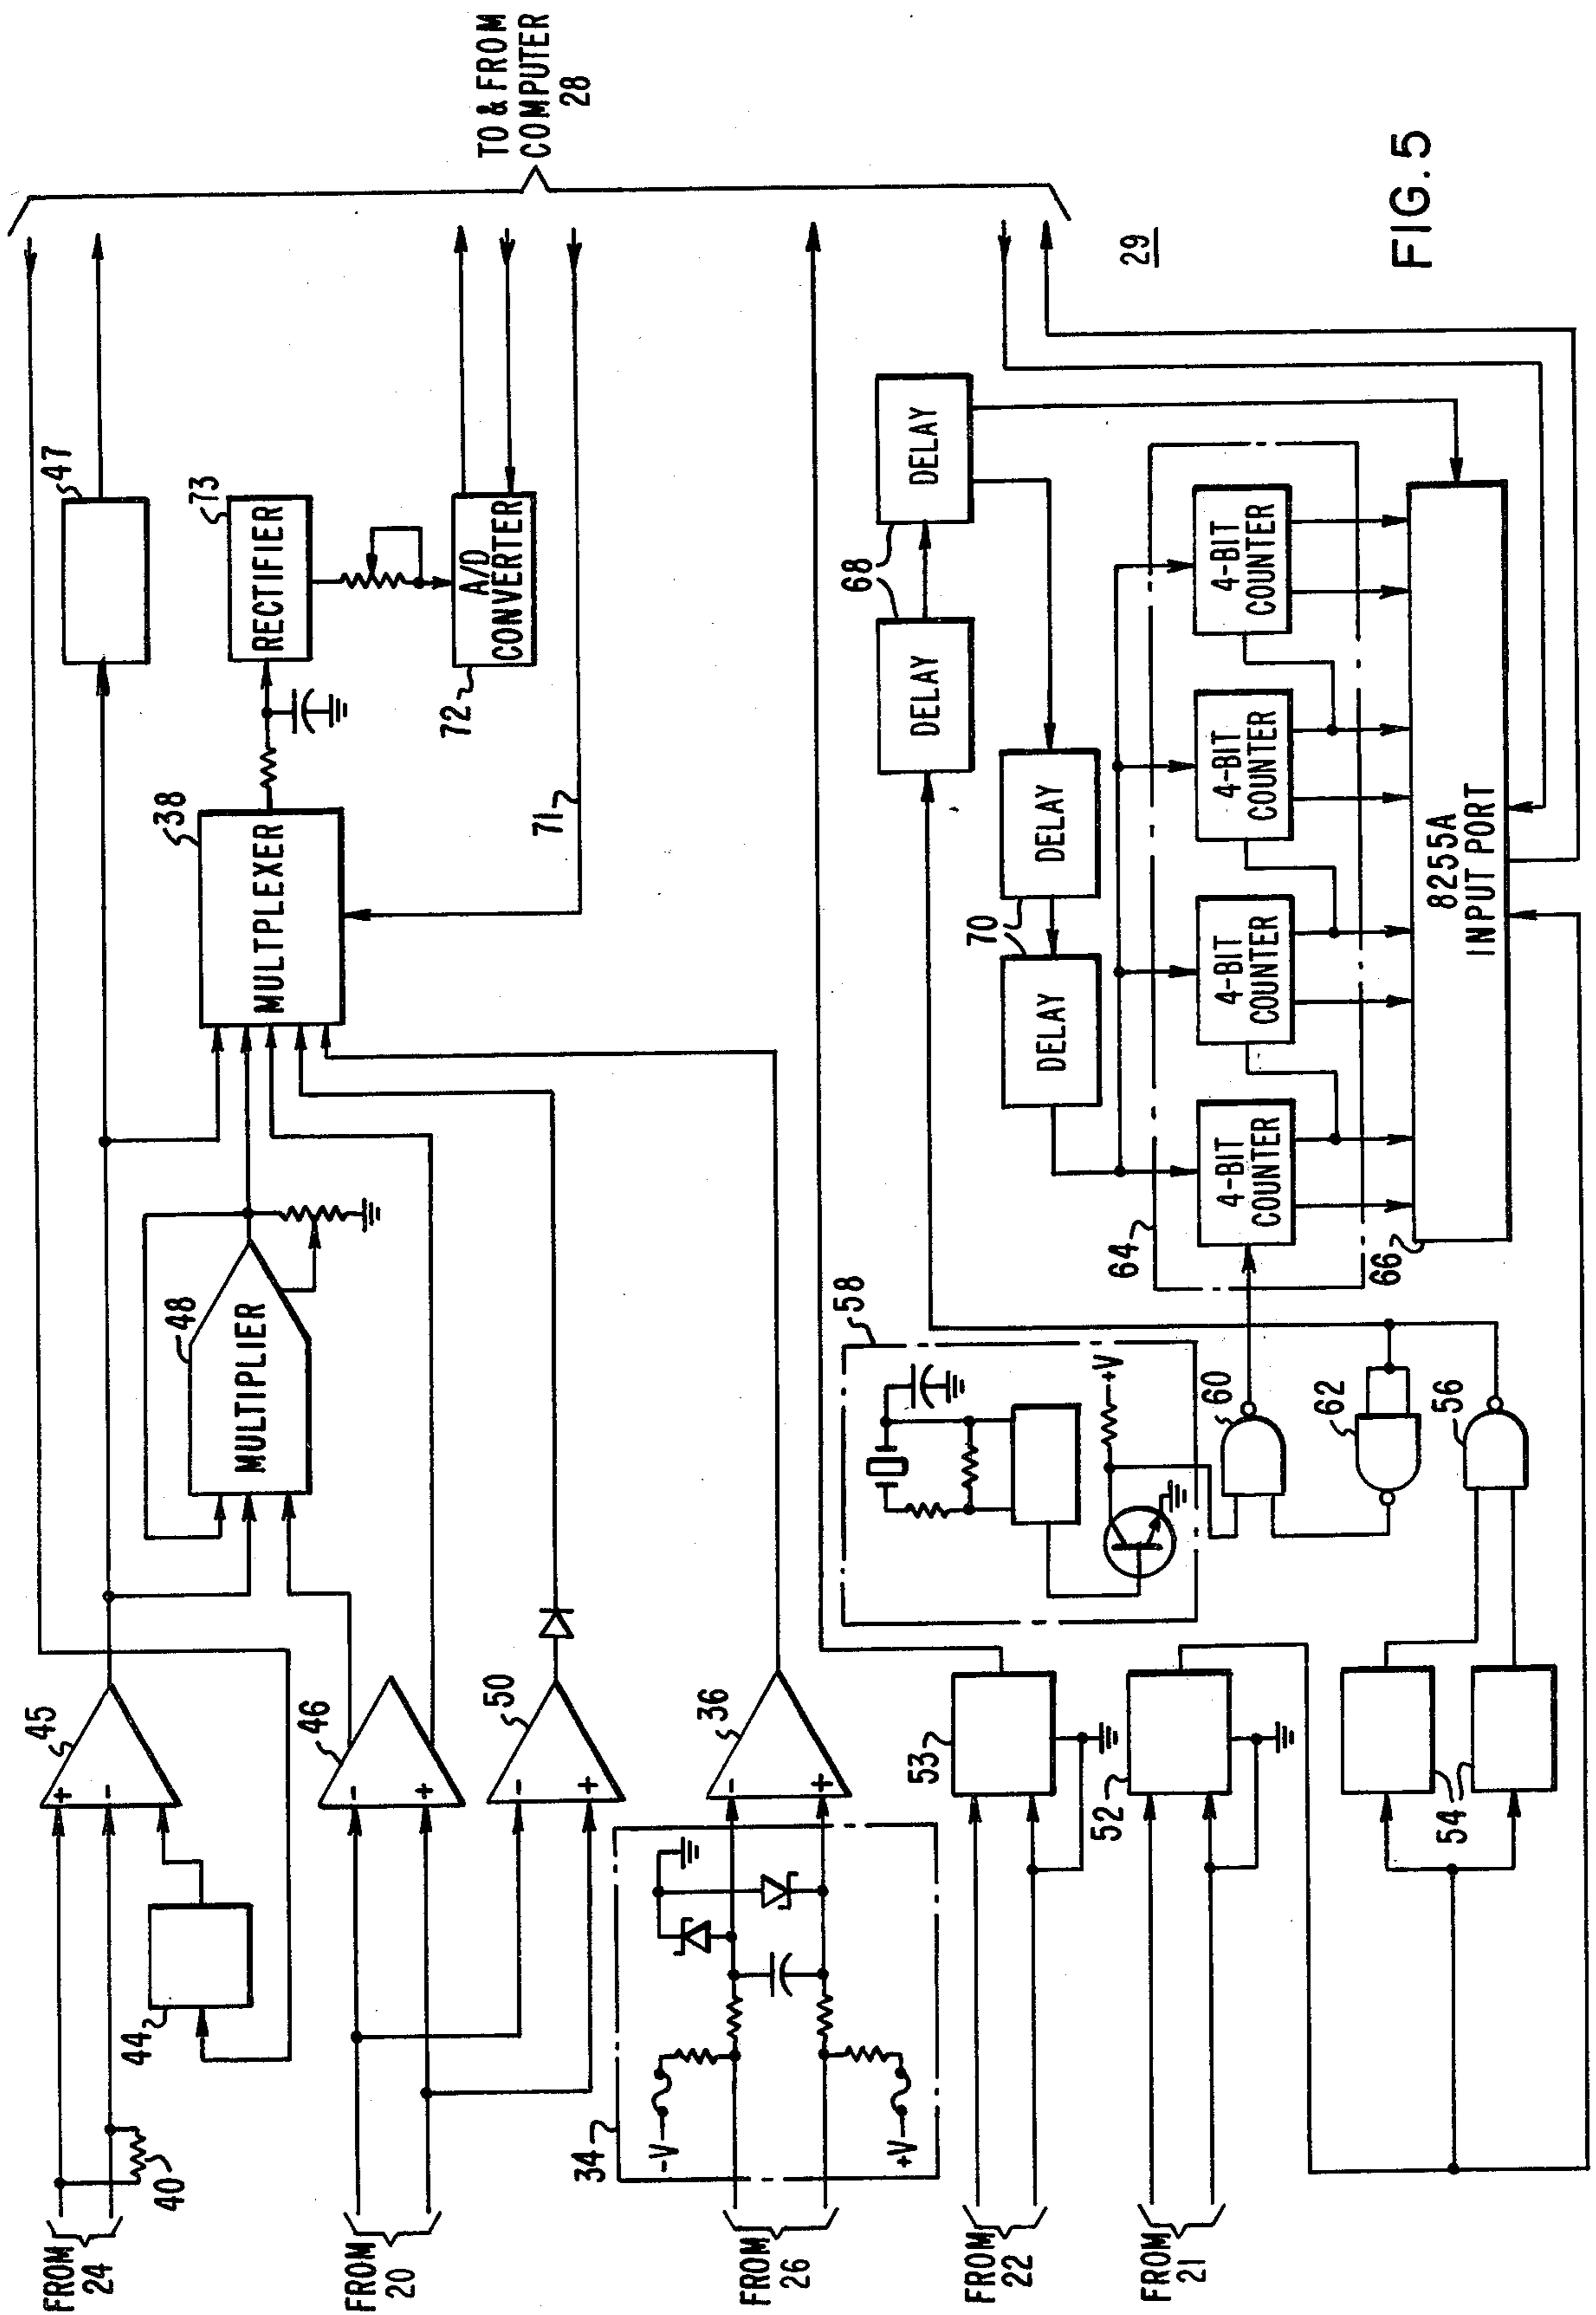 TO & FROM
COMPUTER
28
47
73
RECTIFIER
A/D
CONVERTER
72
38
MULTPLEXER
71
48
MULTIPLIER
45
+
-
44
40
FROM
24
46
-
+
FROM
20
50
-
+
36
-
+
34
-V
+V
FROM
26
53
FROM
22
52
FROM
21
54
58
+V
60
62
56
68
DELAY
DELAY
70
DELAY
DELAY
64
4-BIT
COUNTER
4-BIT
COUNTER
4-BIT
COUNTER
4-BIT
COUNTER
66
8255A
INPUT PORT
29
FIG. 5